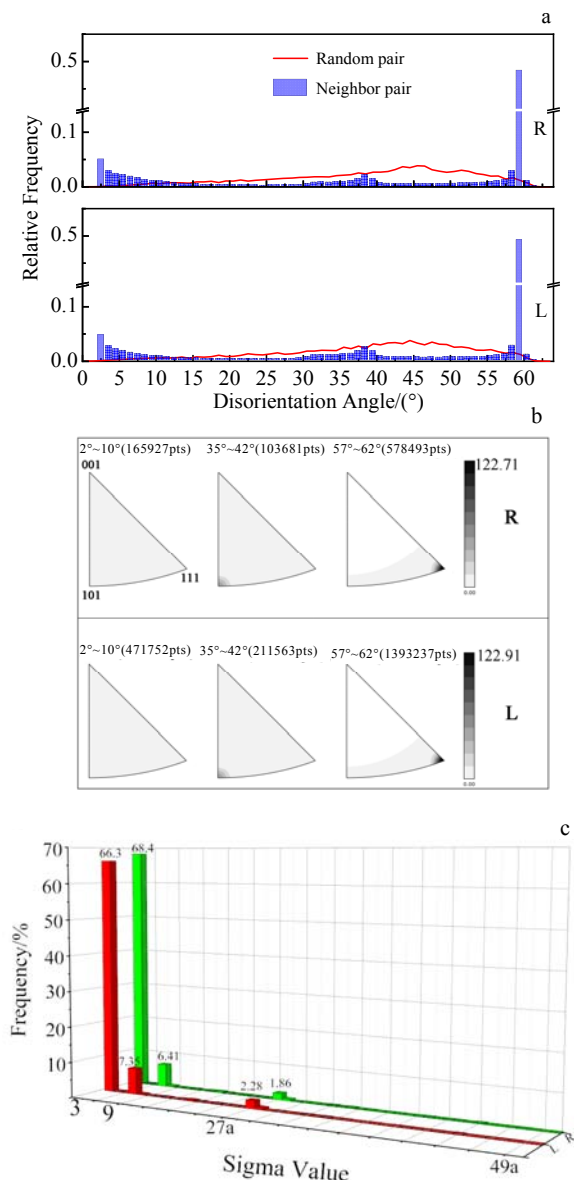 a
0.5
Random pair
Neighbor pair
0.1
R
0.0
Relative Frequency
0.5
0.1
L
0.0
0 5 10 15 20 25 30 35 40 45 50 55 60
Disorientation Angle/(°)
b
2°~10°(165927pts) 35°~42°(103681pts) 57°~62°(578493pts)
001
122.71
R
111
101
0.00
2°~10°(471752pts) 35°~42°(211563pts) 57°~62°(1393237pts)
122.91
L
0.00
c
70
66.3
68.4
60
50
40
30
20
10
Frequency/%
7.35
6.41
2.28
1.86
3
9
27a
49a
L
R
Sigma Value